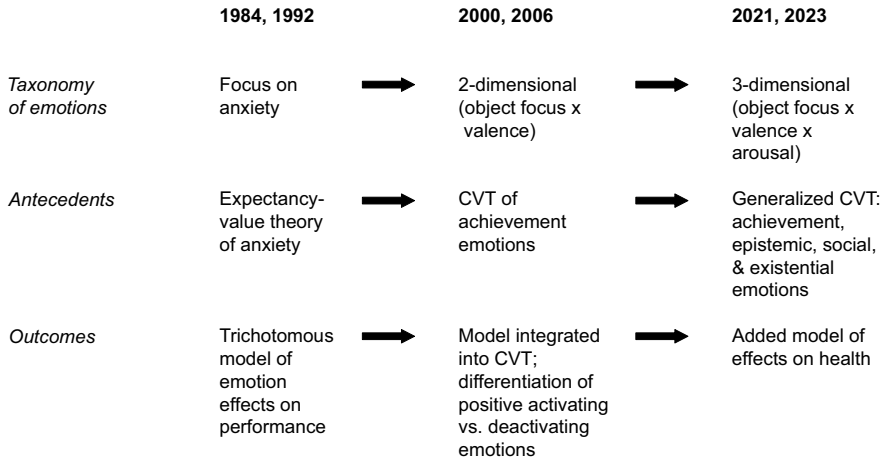 1984, 1992
2000, 2006
2021, 2023
Taxonomy
of emotions
Focus on
anxiety
2-dimensional
(object focus x
valence)
3-dimensional
(object focus x
valence x
arousal)
Antecedents
Expectancy-
value theory
of anxiety
CVT of
achievement
emotions
Generalized CVT:
achievement,
epistemic, social,
& existential
emotions
Outcomes
Trichotomous
model of
emotion
effects on
performance
Model integrated
into CVT;
differentiation of
positive activating
vs. deactivating
emotions
Added model of
effects on health